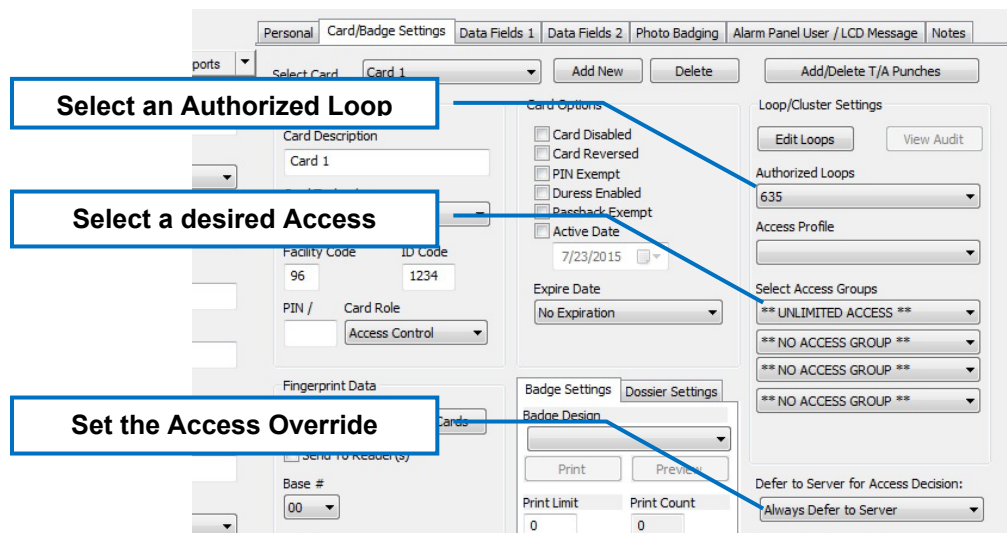 Personal Card/Badge Settings Data Fields 1 Data Fields 2 Photo Badging Alarm Panel User / LCD Message Notes
ports
Select Card Card 1 Add New Delete Add/Delete T/A Punches
Select an Authorized Loop
Card Options
Loop/Cluster Settings
Card Description
Card 1
Card Disabled
Card Reversed
PIN Exempt
Duress Enabled
Passback Exempt
Active Date
7/23/2015
Edit Loops View Audit
Authorized Loops
635
Access Profile
Select a desired Access
Facility Code ID Code
96 1234
PIN / Card Role
Access Control
Expire Date
No Expiration
Select Access Groups
** UNLIMITED ACCESS **
** NO ACCESS GROUP **
** NO ACCESS GROUP **
** NO ACCESS GROUP **
Fingerprint Data
Set the Access Override
Cards
Send To Reader(s)
Base #
00
Badge Settings Dossier Settings
Badge Design
Print Preview
Print Limit Print Count
0 0
Defer to Server for Access Decision:
Always Defer to Server